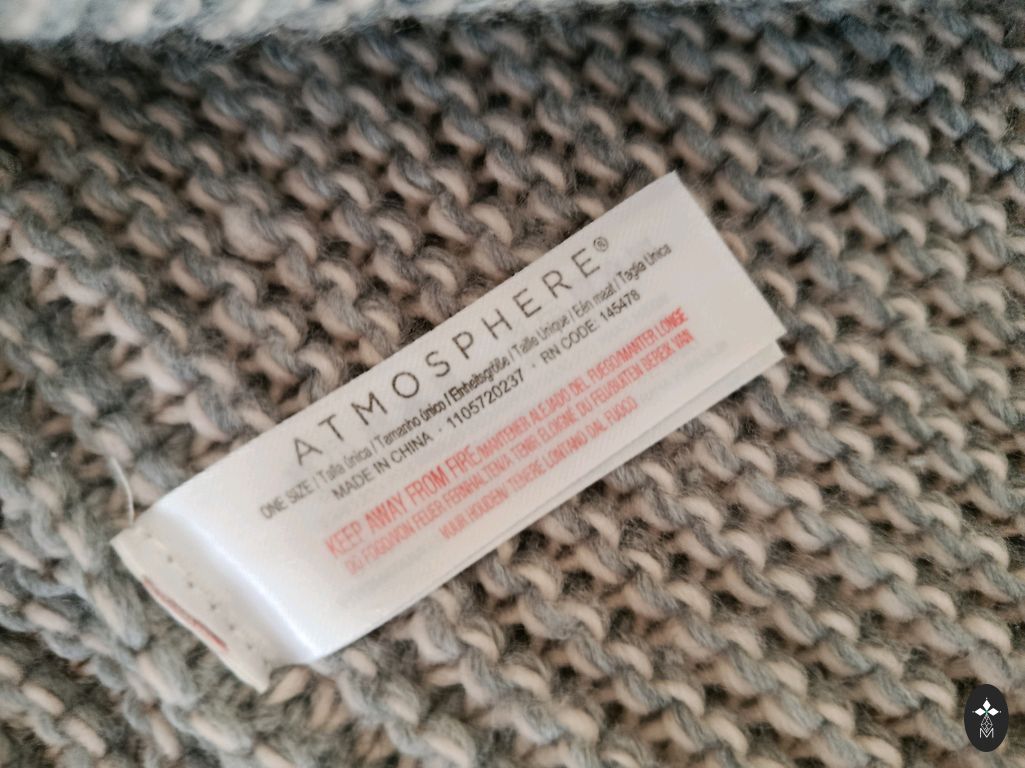 ATMOSPHERE®
ONE SIZE / Talla única / Tamanho único / Einheitsgröße / Taille Unique / Eén maat / Taglia Unica
MADE IN CHINA · 1105720237 · RN CODE: 145478
KEEP AWAY FROM FIRE/MANTENER ALEJADO DEL FUEGO/MANTER LONGE
DO FOGO/VON FEUER FERNHALTEN/A TENIR ELOIGNE DU FEU/BUITEN BEREIK VAN
VUUR HOUDEN/ TENERE LONTANO DAL FUOCO
M